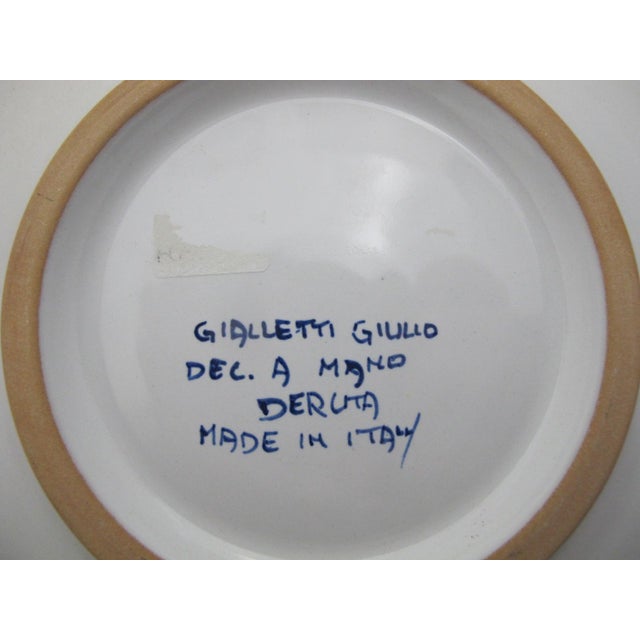 GIALLETTI GIULIO
DEC. A MANO
DERUTA
MADE IN ITALY